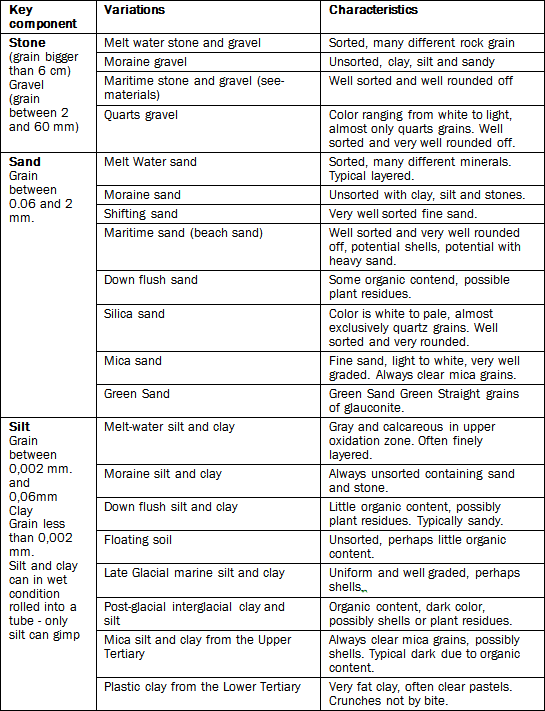 Key component
Variations
Characteristics
Stone
(grain bigger
than 6 cm)
Gravel
(grain
between 2
and 60 mm)
Melt water stone and gravel
Sorted, many different rock grain
Moraine gravel
Unsorted, clay, silt and sandy
Maritime stone and gravel (see-
materials)
Well sorted and well rounded off
Quarts gravel
Color ranging from white to light,
almost only quarts grains. Well
sorted and very well rounded off.
Sand
Grain
between
0.06 and 2
mm.
Melt Water sand
Sorted, many different minerals.
Typical layered.
Moraine sand
Unsorted with clay, silt and stones.
Shifting sand
Very well sorted fine sand.
Maritime sand (beach sand)
Well sorted and very well rounded
off, potential shells, potential with
heavy sand.
Down flush sand
Some organic contend, possible
plant residues.
Silica sand
Color is white to pale, almost
exclusively quartz grains. Well
sorted and very rounded.
Mica sand
Fine sand, light to white, very well
graded. Always clear mica grains.
Green Sand
Green Sand Green Straight grains
of glauconite.
Silt
Grain
between
0,002 mm.
and
0,06mm
Clay
Grain less
than 0,002
mm.
Silt and clay
can in wet
condition
rolled into a
tube - only
silt can gimp
Melt-water silt and clay
Gray and calcareous in upper
oxidation zone. Often finely
layered.
Moraine silt and clay
Always unsorted containing sand
and stone.
Down flush silt and clay
Little organic content, possibly
plant residues. Typically sandy.
Floating soil
Unsorted, perhaps little organic
content.
Late Glacial marine silt and clay
Uniform and well graded, perhaps
shells..
Post-glacial interglacial clay and
silt
Organic content, dark color,
possibly shells or plant residues.
Mica silt and clay from the Upper
Tertiary
Always clear mica grains, possibly
shells. Typical dark due to organic
content.
Plastic clay from the Lower Tertiary
Very fat clay, often clear pastels.
Crunches not by bite.